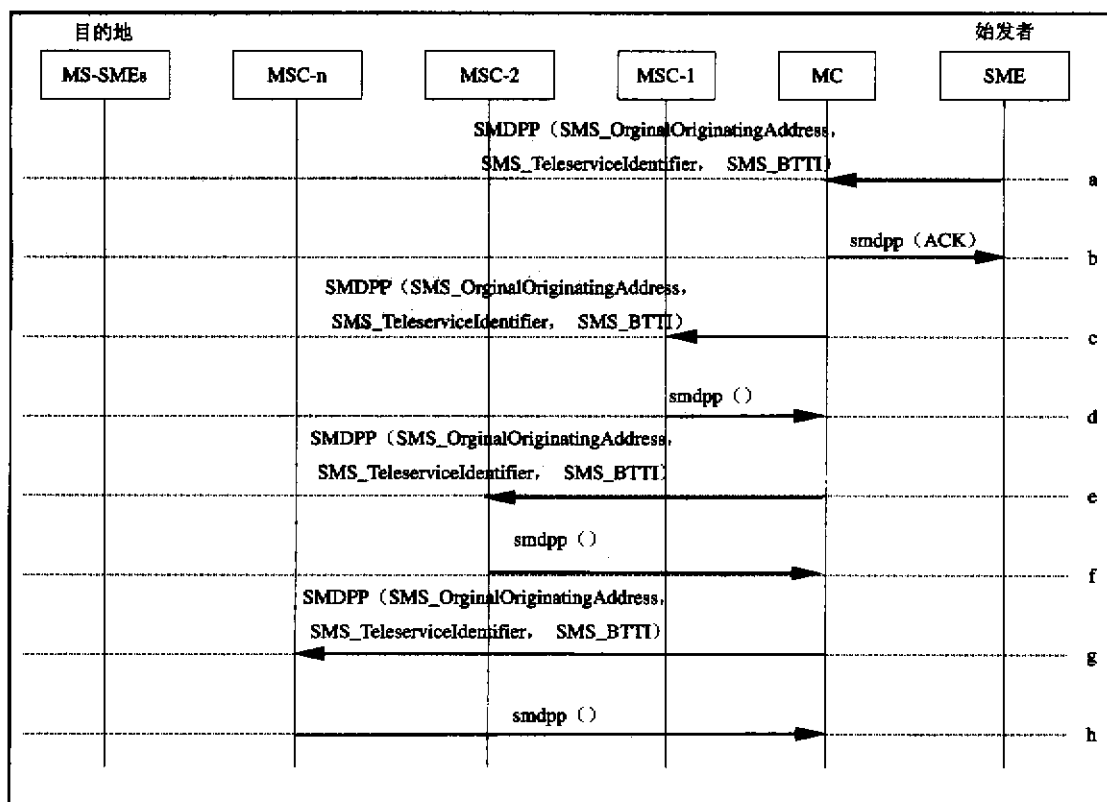 目的地 始发者
MS-SMEs MSC-n MSC-2 MSC-1 MC SME
SMDPP（SMS_OrginalOriginatingAddress，
SMS_TeleserviceIdentifier， SMS_BTTI）
a
smdpp（ACK）
b
SMDPP（SMS_OrginalOriginatingAddress，
SMS_TeleserviceIdentifier， SMS_BTTI）
c
smdpp（）
d
SMDPP（SMS_OrginalOriginatingAddress，
SMS_TeleserviceIdentifier， SMS_BTTI）
e
smdpp（）
f
SMDPP（SMS_OrginalOriginatingAddress，
SMS_TeleserviceIdentifier， SMS_BTTI）
g
smdpp（）
h